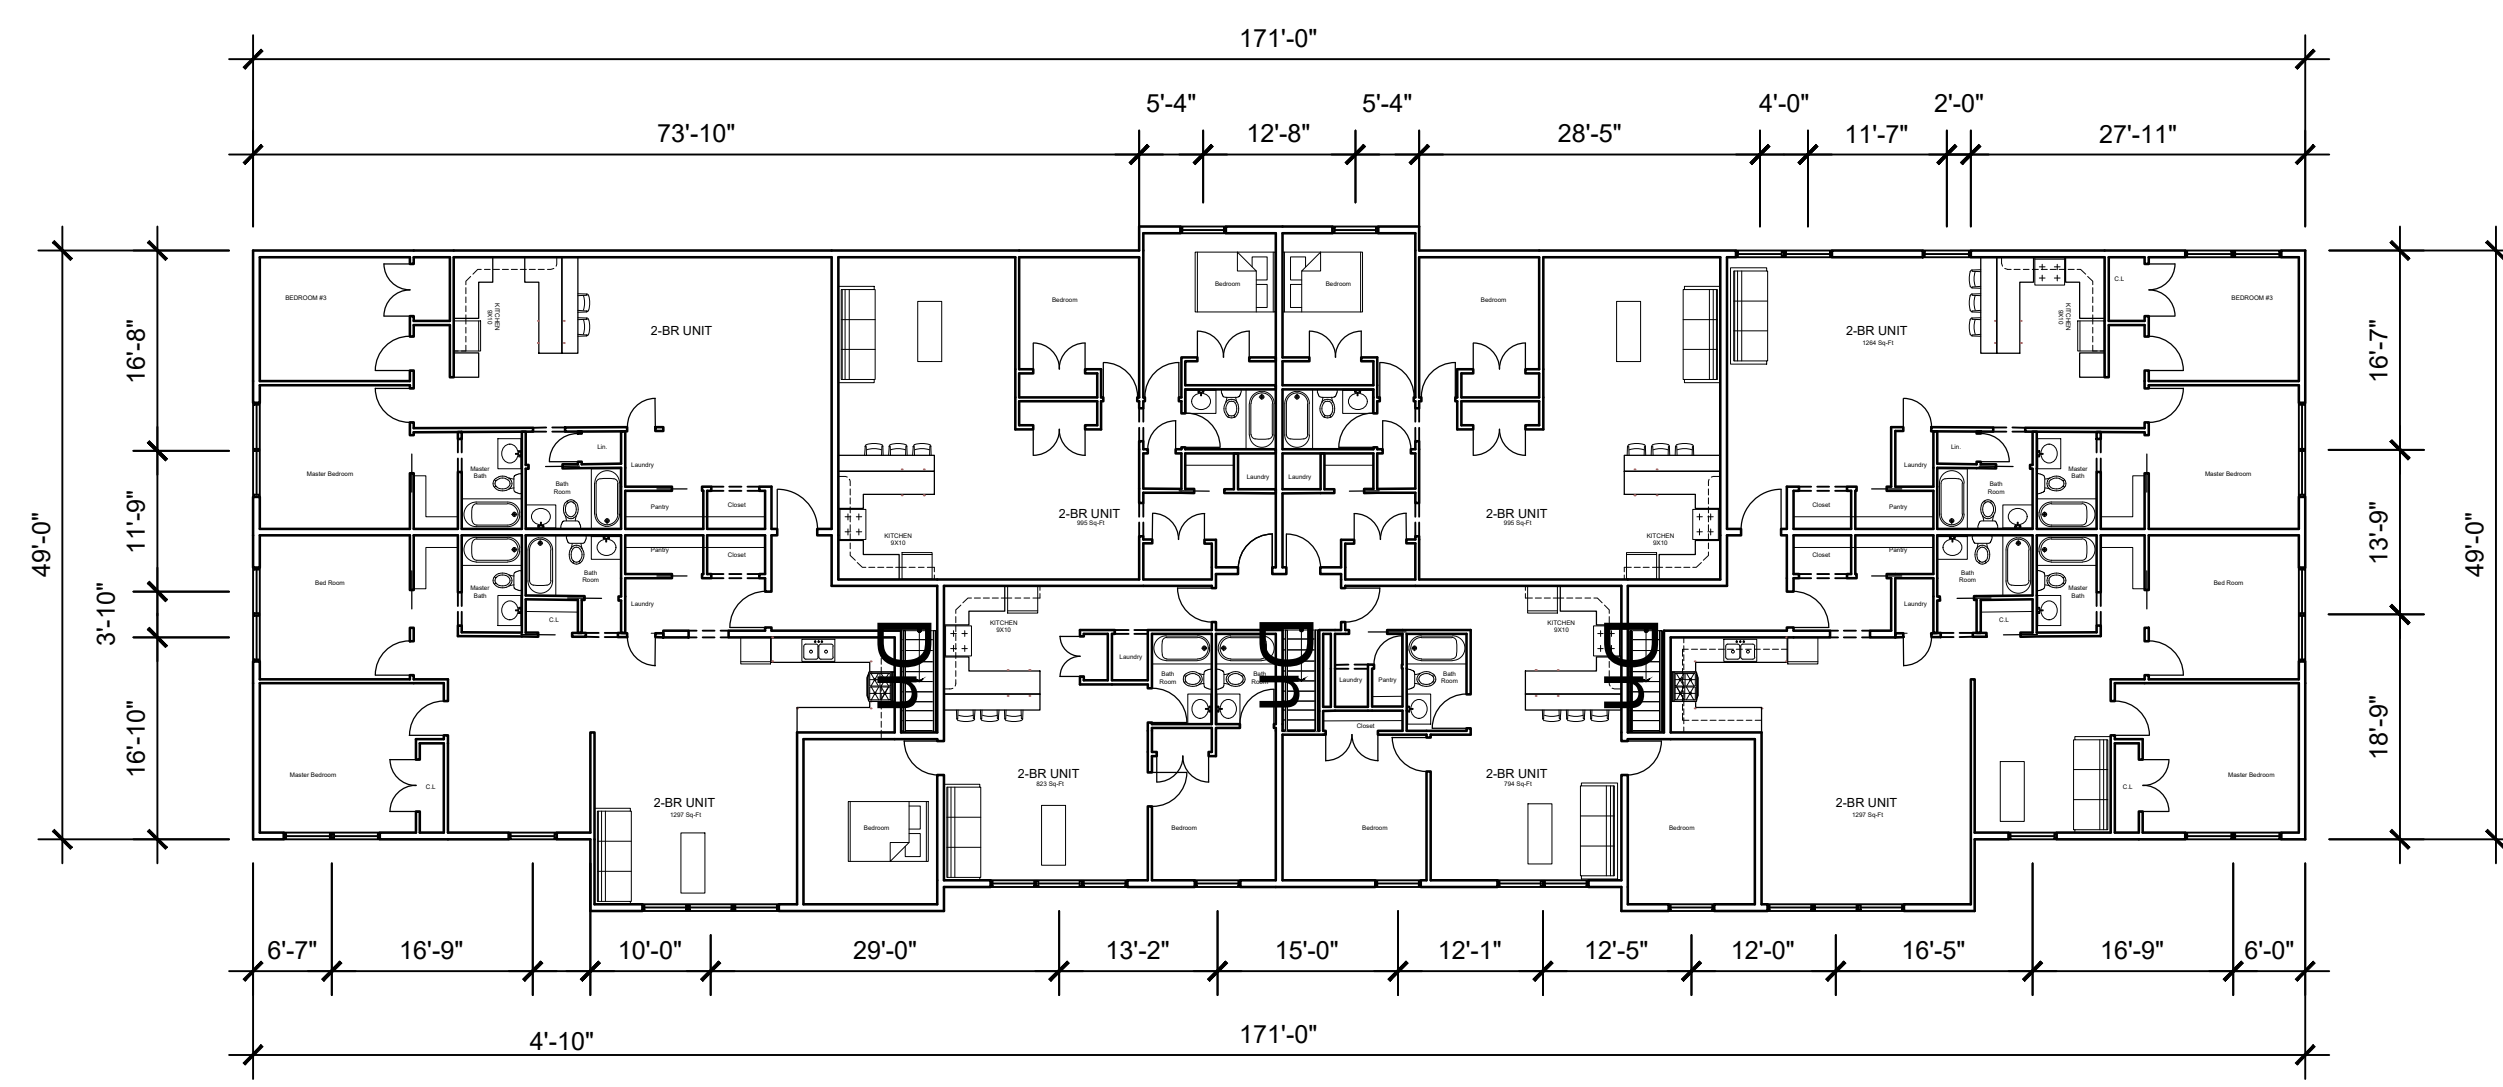 171'-0"
5'-4"
5'-4"
4'-0"
2'-0"
73'-10"
12'-8"
28'-5"
11'-7"
27'-11"
49'-0"
16'-8"
11'-9"
3'-10"
16'-10"
BEDROOM #3
KITCHEN
9X10
2-BR UNIT
Master Bedroom
Master
Bath
Lin.
Bath
Room
Laundry
Pantry
Closet
Bedroom
KITCHEN
9X10
2-BR UNIT
995 Sq-Ft
Bedroom
Bedroom
Laundry
Laundry
Bedroom
2-BR UNIT
995 Sq-Ft
KITCHEN
9X10
2-BR UNIT
1264 Sq-Ft
KITCHEN
9X10
C.L
BEDROOM #3
Lin.
Laundry
Master
Bath
Master Bedroom
Bath
Room
Closet
Pantry
16'-7"
13'-9"
18'-9"
49'-0"
Bed Room
Master
Bath
Bath
Room
C.L
Pantry
Closet
Laundry
Master Bedroom
C.L
2-BR UNIT
1297 Sq-Ft
Bedroom
UP
KITCHEN
9X10
Laundry
Bath
Room
Bath
Room
UP
2-BR UNIT
823 Sq-Ft
Bedroom
Laundry
Pantry
Closet
Bath
Room
KITCHEN
9X10
UP
2-BR UNIT
794 Sq-Ft
Bedroom
Bedroom
Closet
Pantry
Laundry
Bath
Room
C.L
Master
Bath
Bed Room
2-BR UNIT
1297 Sq-Ft
C.L
Master Bedroom
6'-7"
16'-9"
10'-0"
29'-0"
13'-2"
15'-0"
12'-1"
12'-5"
12'-0"
16'-5"
16'-9"
6'-0"
4'-10"
171'-0"